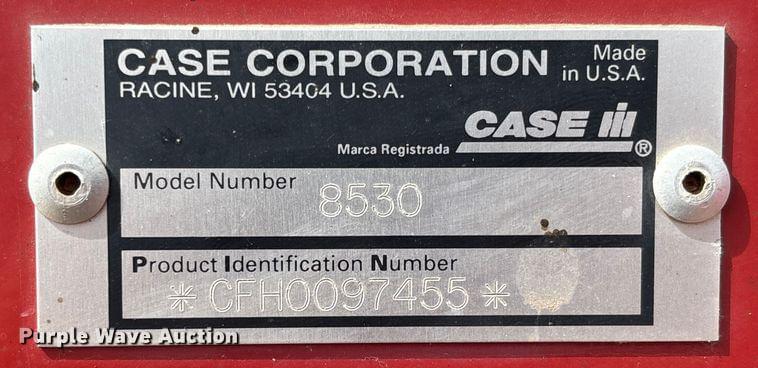 CASE CORPORATION
RACINE, WI 53404 U.S.A.
Made
in U.S.A.
CASE IH
Marca Registrada ®
Model Number
8530
Product Identification Number
*CFH0097455*
Purple Wave Auction